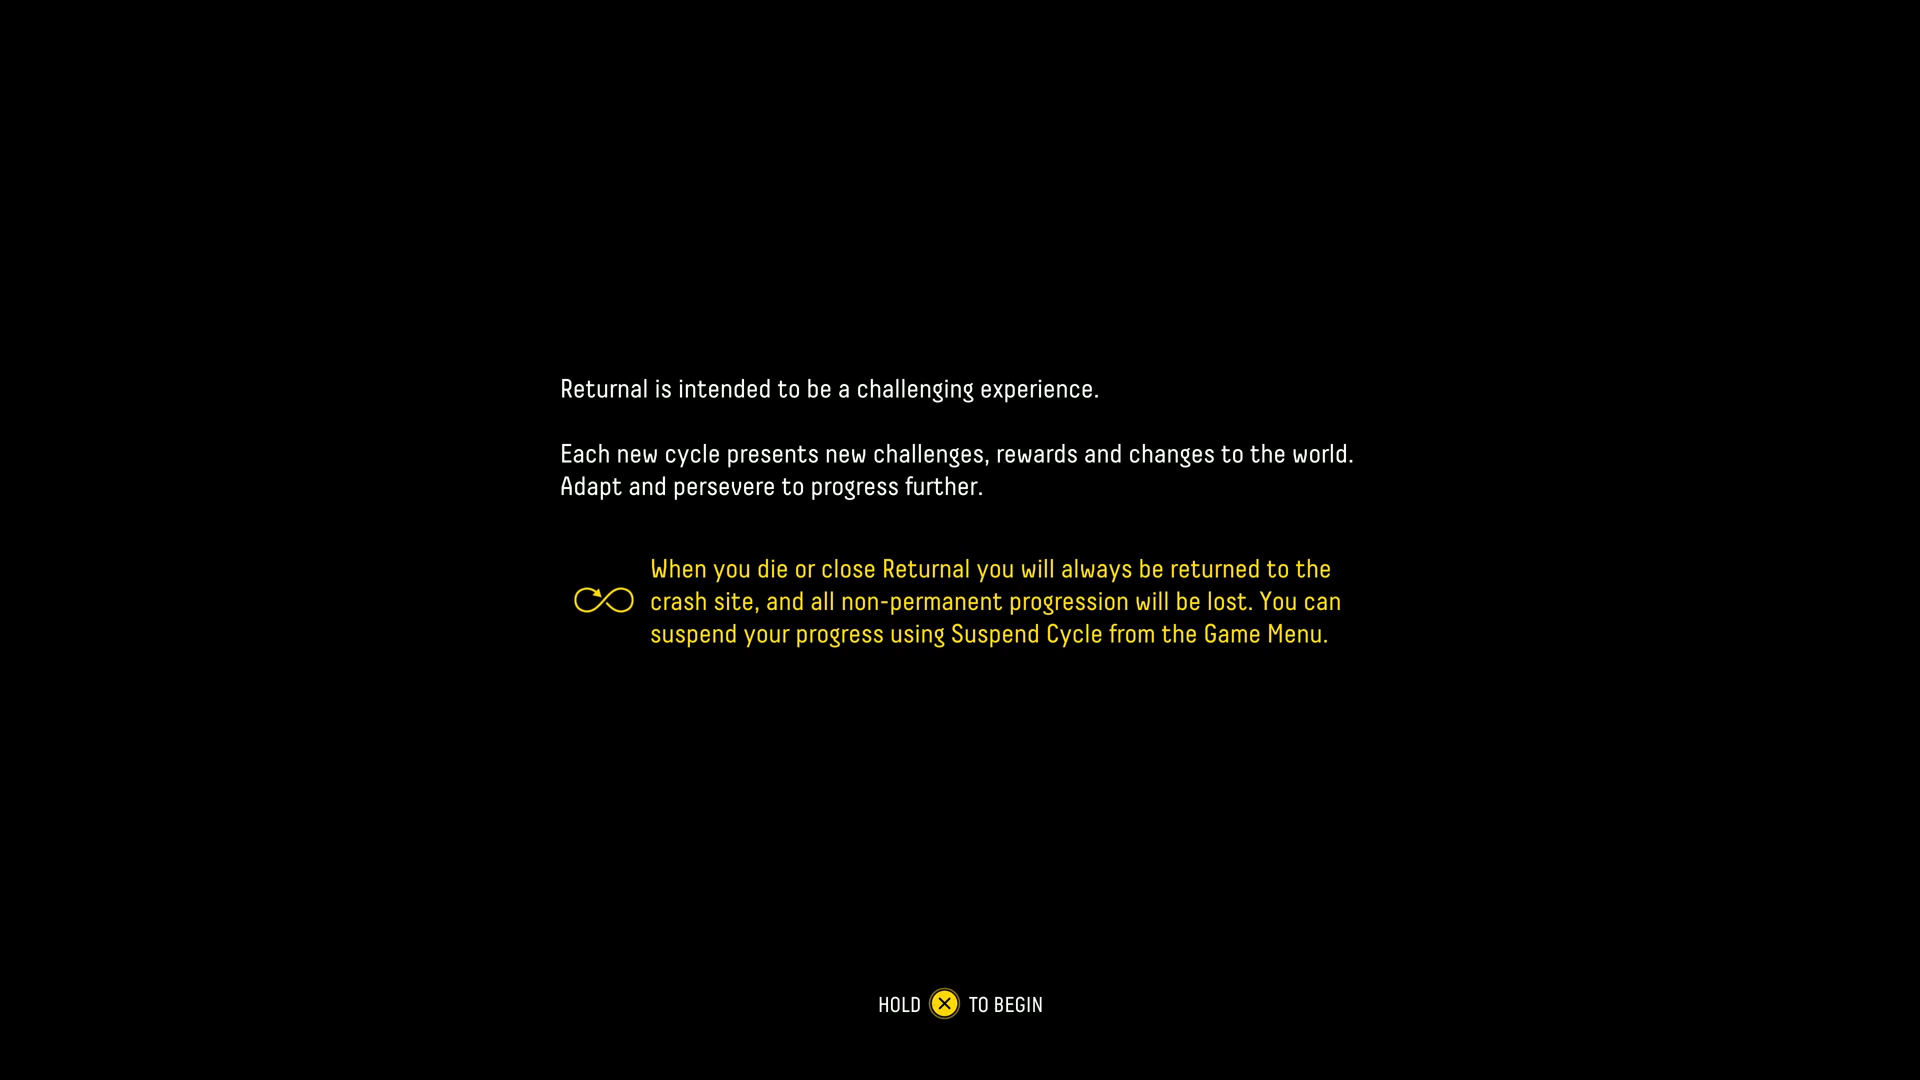 Returnal is intended to be a challenging experience.
Each new cycle presents new challenges, rewards and changes to the world.
Adapt and persevere to progress further.
When you die or close Returnal you will always be returned to the
crash site, and all non-permanent progression will be lost. You can
suspend your progress using Suspend Cycle from the Game Menu.
HOLD ✕ TO BEGIN